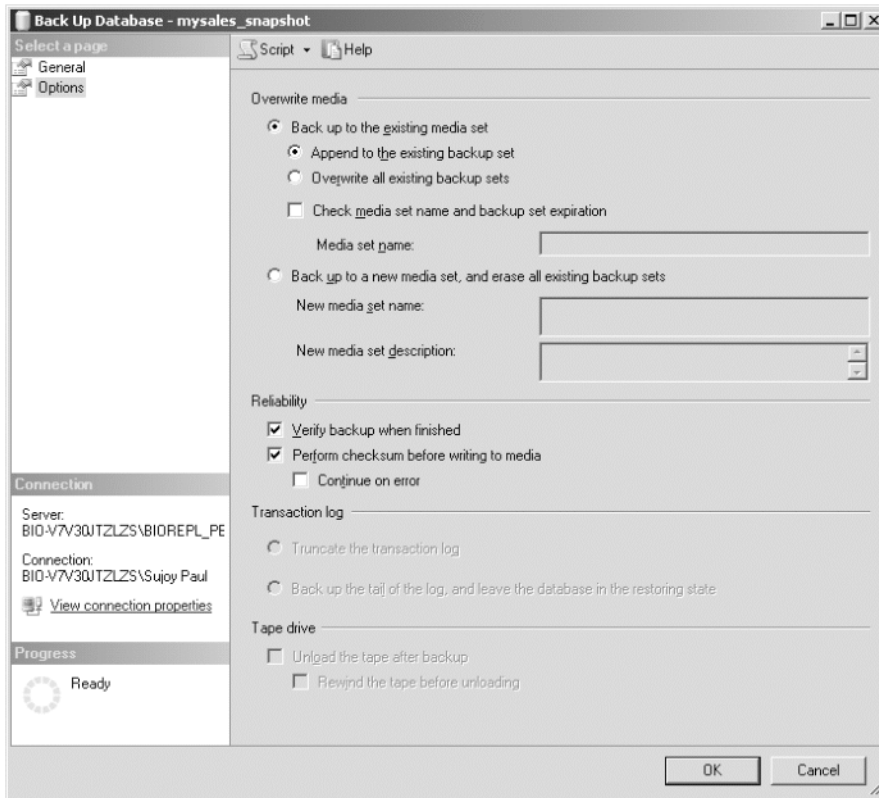 Back Up Database - mysales_snapshot
Select a page
General
Options
Script
Help
Overwrite media
Back up to the existing media set
Append to the existing backup set
Overwrite all existing backup sets
Check media set name and backup set expiration
Media set name:
Back up to a new media set, and erase all existing backup sets
New media set name:
New media set description:
Reliability
Verify backup when finished
Perform checksum before writing to media
Continue on error
Transaction log
Truncate the transaction log
Back up the tail of the log, and leave the database in the restoring state
Tape drive
Unload the tape after backup
Rewind the tape before unloading
Connection
Server:
BIO-V7V30JTZLZS\BIOREPL_PE
Connection:
BIO-V7V30JTZLZS\Sujoy Paul
View connection properties
Progress
Ready
OK
Cancel